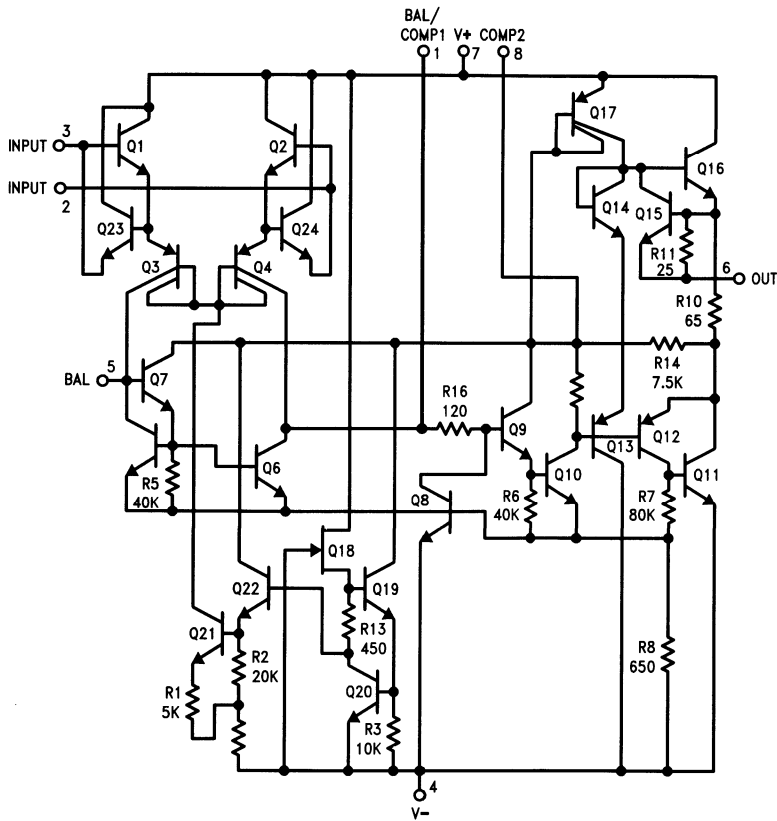 BAL/
COMP1 V+ COMP2
1 7 8
Q17
3
INPUT
Q1
Q2
Q16
INPUT
2
Q14
Q15
Q23
Q24
R11
25
Q3
Q4
6
OUT
R10
65
R14
7.5K
5
BAL
Q7
R16
120
Q9
Q13
Q12
Q6
Q10
Q11
R5
40K
Q8
R6
40K
R7
80K
Q18
Q22
Q19
Q21
R13
450
R2
20K
R8
650
R1
5K
Q20
R3
10K
4
V-